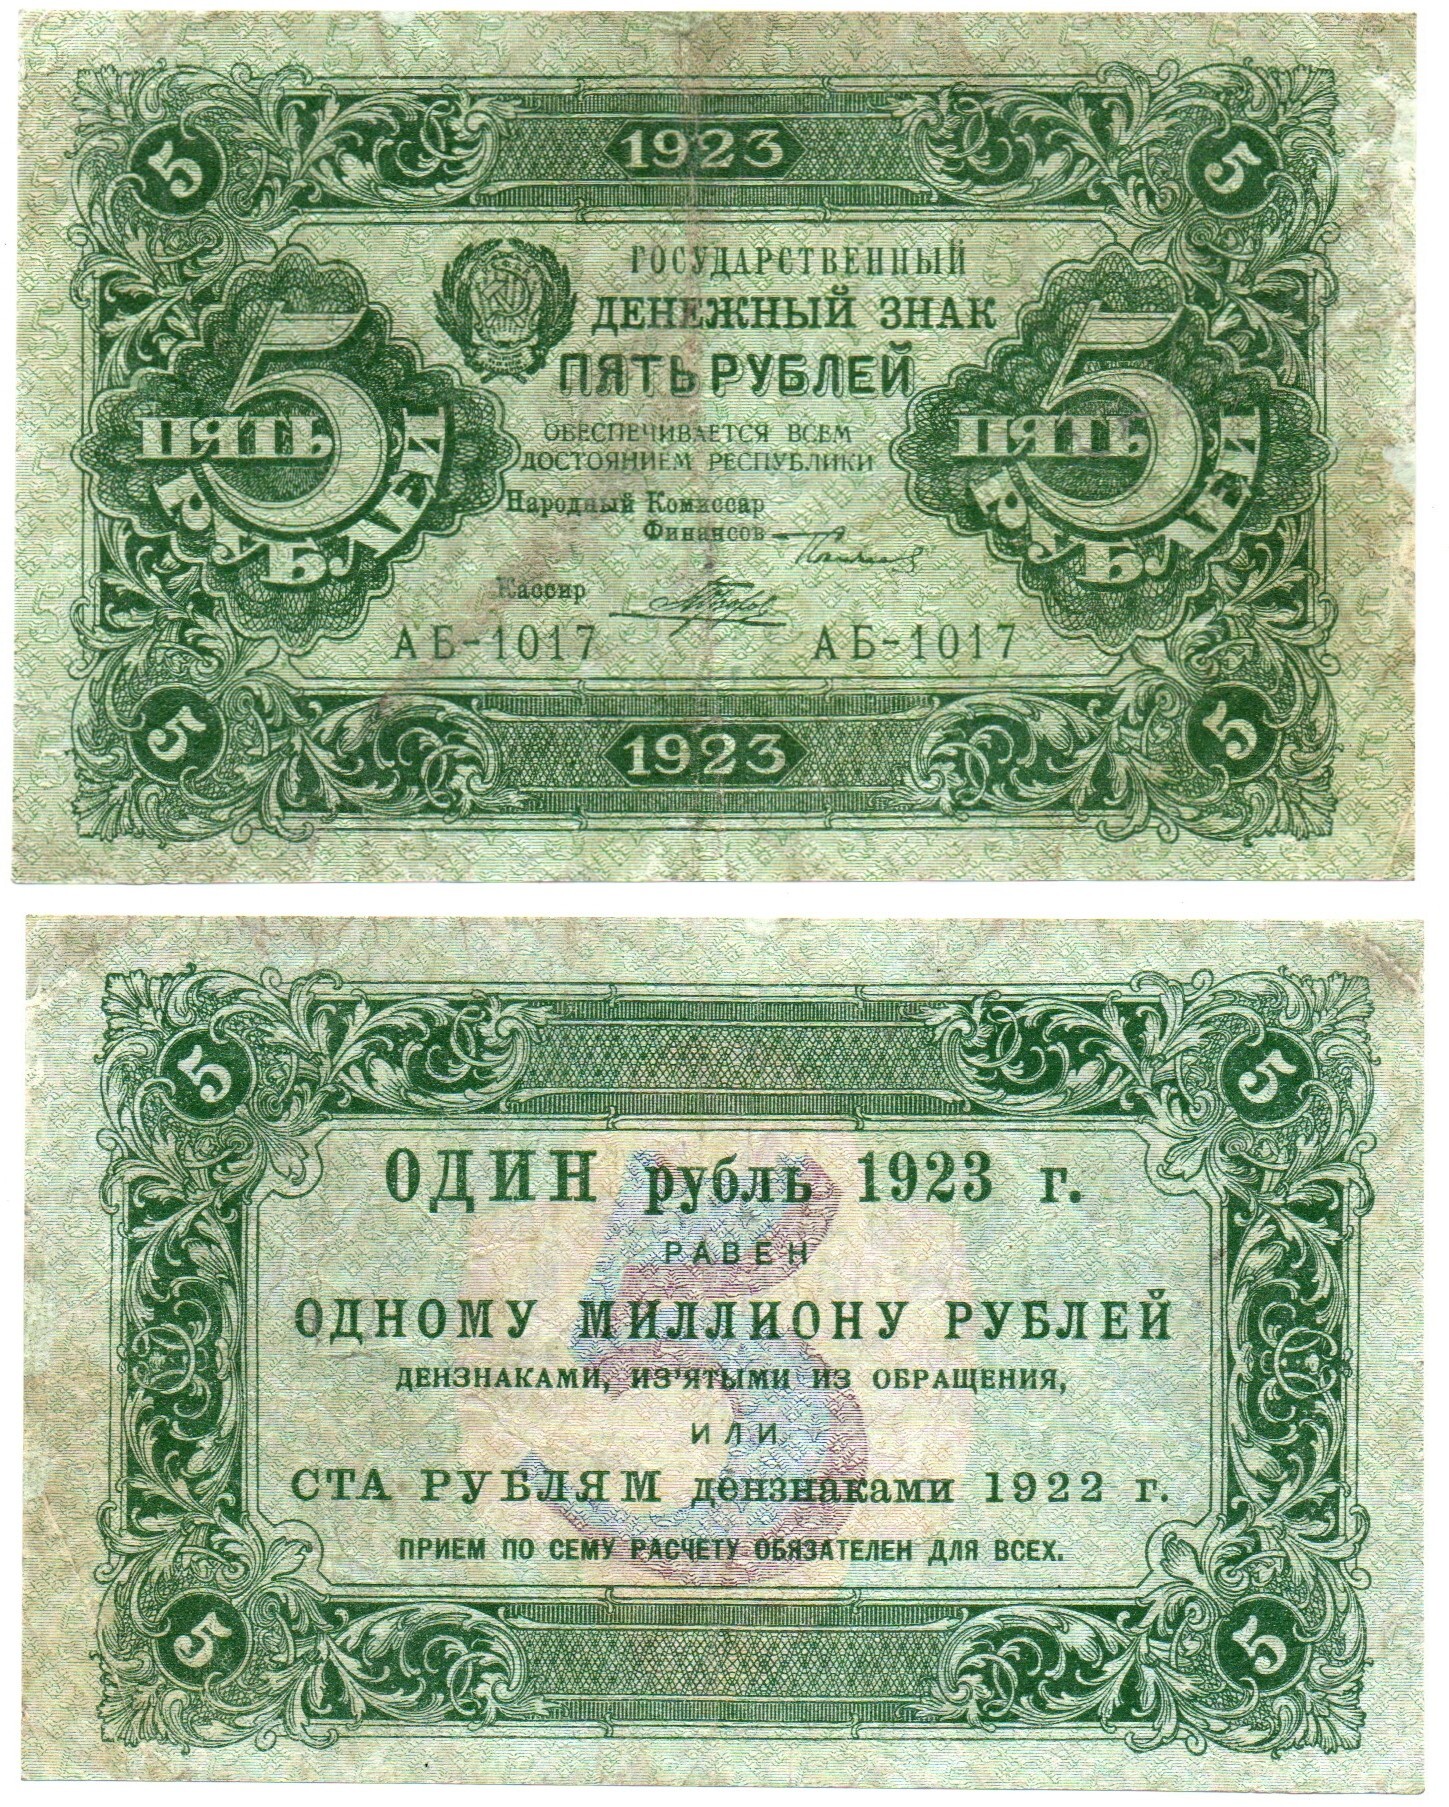 5 1923 5
ГОСУДАРСТВЕННЫЙ
ДЕНЕЖНЫЙ ЗНАК
ПЯТЬ РУБЛЕЙ
5 ПЯТЬ РУБЛЕЙ
5 ПЯТЬ РУБЛЕЙ
ОБЕСПЕЧИВАЕТСЯ ВСЕМ
ДОСТОЯНИЕМ РЕСПУБЛИКИ
Народный Комиссар
Финансов
Кассир
АБ-1017 АБ-1017
5 1923 5
5 5
ОДИН рубль 1923 г.
РАВЕН
ОДНОМУ МИЛЛИОНУ РУБЛЕЙ
ДЕНЗНАКАМИ, ИЗ'ЯТЫМИ ИЗ ОБРАЩЕНИЯ,
ИЛИ
СТА РУБЛЯМ дензнаками 1922 г.
ПРИЕМ ПО СЕМУ РАСЧЕТУ ОБЯЗАТЕЛЕН ДЛЯ ВСЕХ.
5
5 5